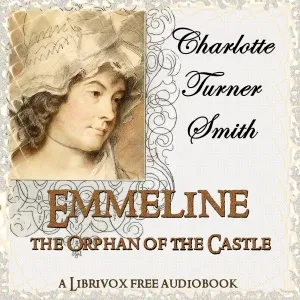 Charlotte
Turner
Smith
EMMELINE
THE ORPHAN OF THE CASTLE
A LIBRIVOX FREE AUDIOBOOK